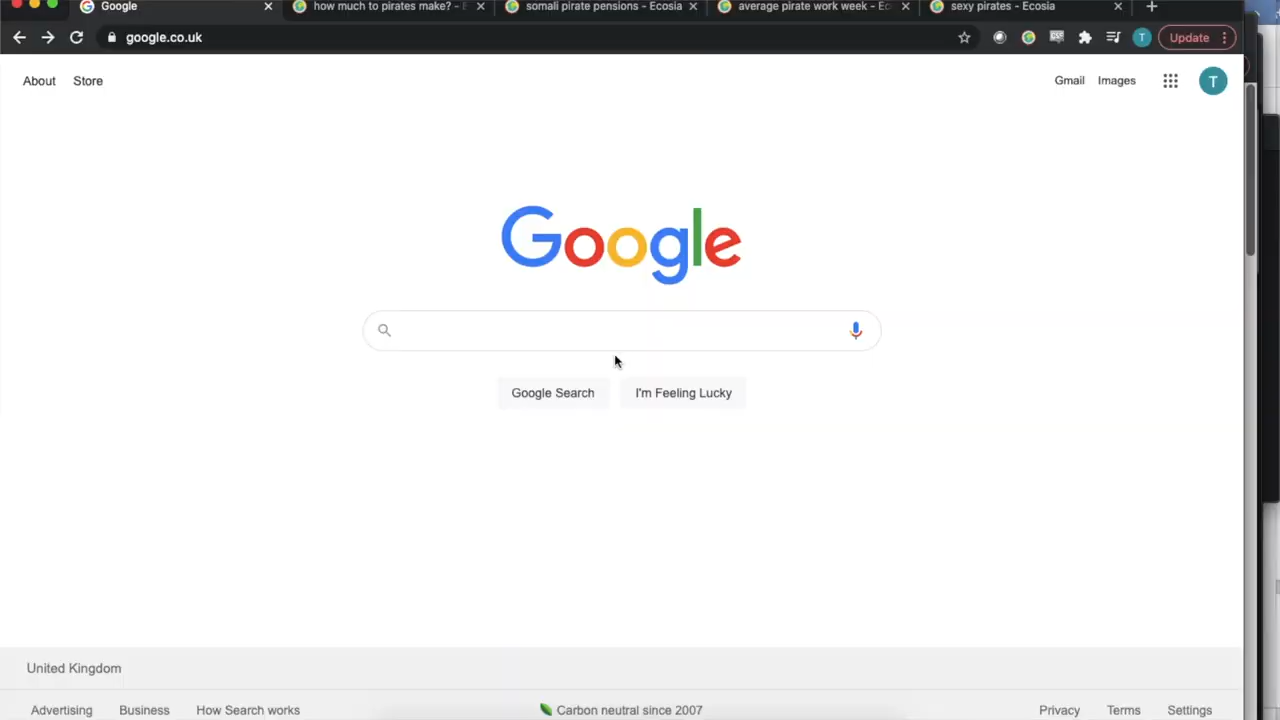 Google
how much to pirates make? - E
somali pirate pensions - Ecosia
average pirate work week - Ec
sexy pirates - Ecosia
google.co.uk
T
Update
About
Store
Gmail
Images
T
Google
Google Search
I'm Feeling Lucky
United Kingdom
Advertising
Business
How Search works
Carbon neutral since 2007
Privacy
Terms
Settings